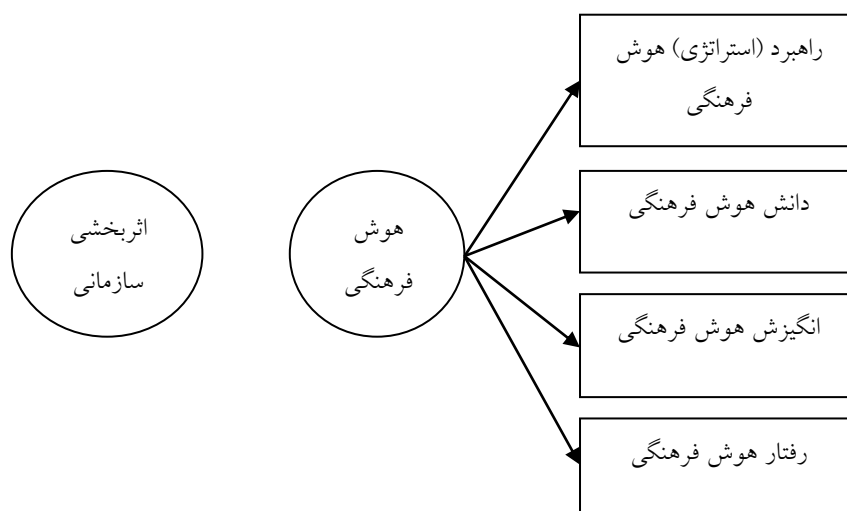 راهبرد (استراتژی) هوش
فرهنگی
دانش هوش فرهنگی
انگیزش هوش فرهنگی
رفتار هوش فرهنگی
هوش
فرهنگی
اثربخشی
سازمانی